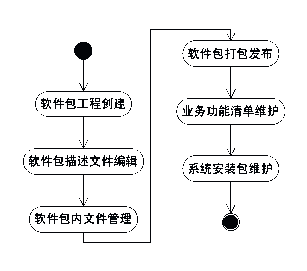 软件包工程创建
软件包描述文件编辑
软件包内文件管理
软件包打包发布
业务功能清单维护
系统安装包维护